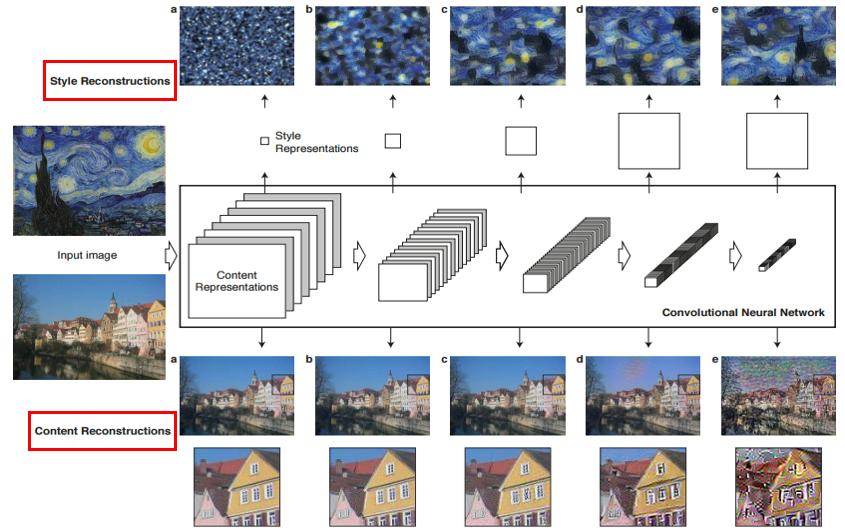 a b c d e
Style Reconstructions
Style
Representations
Input image
Content
Representations
Convolutional Neural Network
a b c d e
Content Reconstructions